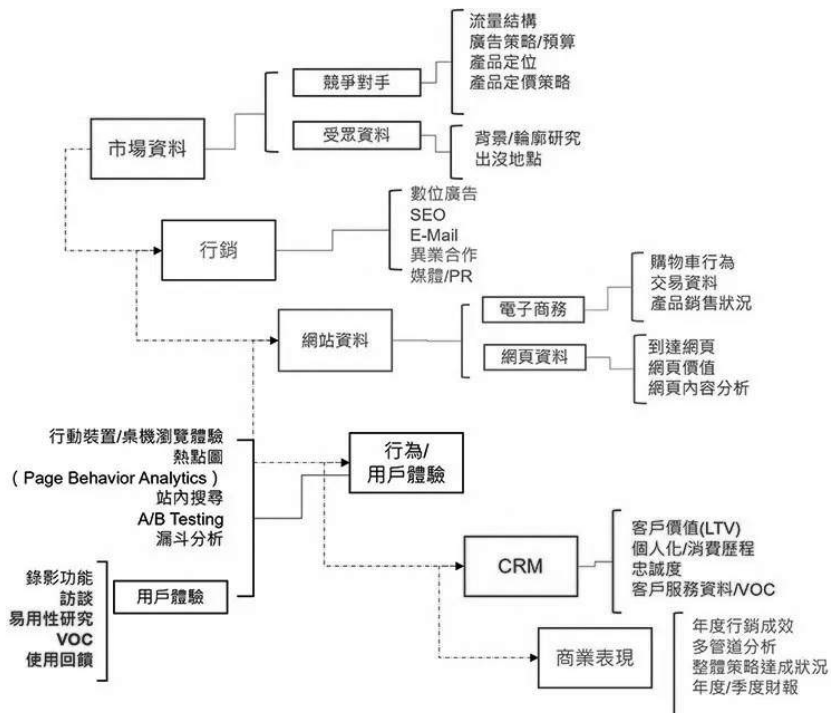 流量結構
廣告策略/預算
產品定位
產品定價策略
競爭對手
市場資料
受眾資料
背景/輪廓研究
出沒地點
行銷
數位廣告
SEO
E-Mail
異業合作
媒體/PR
網站資料
電子商務
購物車行為
交易資料
產品銷售狀況
網頁資料
到達網頁
網頁價值
網頁內容分析
行為/
用戶體驗
行動裝置/桌機瀏覽體驗
熱點圖
（Page Behavior Analytics）
站內搜尋
A/B Testing
漏斗分析
用戶體驗
錄影功能
訪談
易用性研究
VOC
使用回饋
CRM
客戶價值(LTV)
個人化/消費歷程
忠誠度
客戶服務資料/VOC
商業表現
年度行銷成效
多管道分析
整體策略達成狀況
年度/季度財報